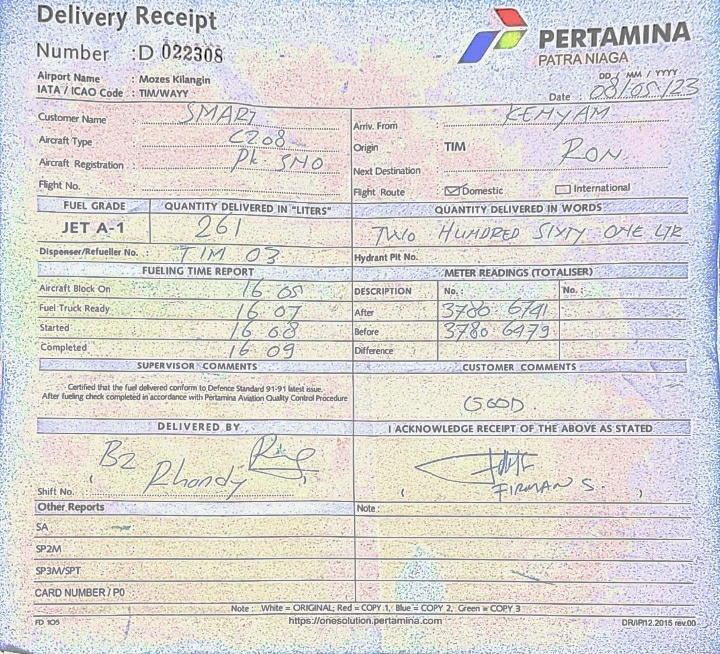 Delivery Receipt
Number : D 022308
PERTAMINA
PATRA NIAGA
Airport Name : Mozes Kilangin
IATA / ICAO Code : TIM/WAYY
DD / MM / YYYY
Date : 08/05/23
Customer Name : SMART
Arriv. From : KENYAM
Aircraft Type : C208
Origin TIM
Aircraft Registration : PK SNO
Next Destination : RON
Flight No. :
Flight Route Domestic International
FUEL GRADE QUANTITY DELIVERED IN "LITERS" QUANTITY DELIVERED IN WORDS
JET A-1 261 TWO HUNDRED SIXTY ONE LTR
Dispenser/Refueller No. : TIM 03 Hydrant Pit No.
FUELING TIME REPORT METER READINGS (TOTALISER)
Aircraft Block On 16 05 DESCRIPTION No. : No. :
Fuel Truck Ready 16 07 After 3780 6741
Started 16 08 Before 3780 6479
Completed 16 09 Difference
SUPERVISOR COMMENTS CUSTOMER COMMENTS
Certified that the fuel delivered conform to Defence Standard 91-91 latest issue.
After fueling check completed in accordance with Pertamina Aviation Quality Control Procedure
GOOD
DELIVERED BY I ACKNOWLEDGE RECEIPT OF THE ABOVE AS STATED
B2 Rhandy
Shift No. : ( ) ( FIRMAN S. )
Other Reports Note :
SA :
SP2M :
SP3M/SPT :
CARD NUMBER / PO :
Note : White = ORIGINAL, Red = COPY 1, Blue = COPY 2, Green = COPY 3
FD 105 https://onesolution.pertamina.com DR/IP/12.2015 rev.00